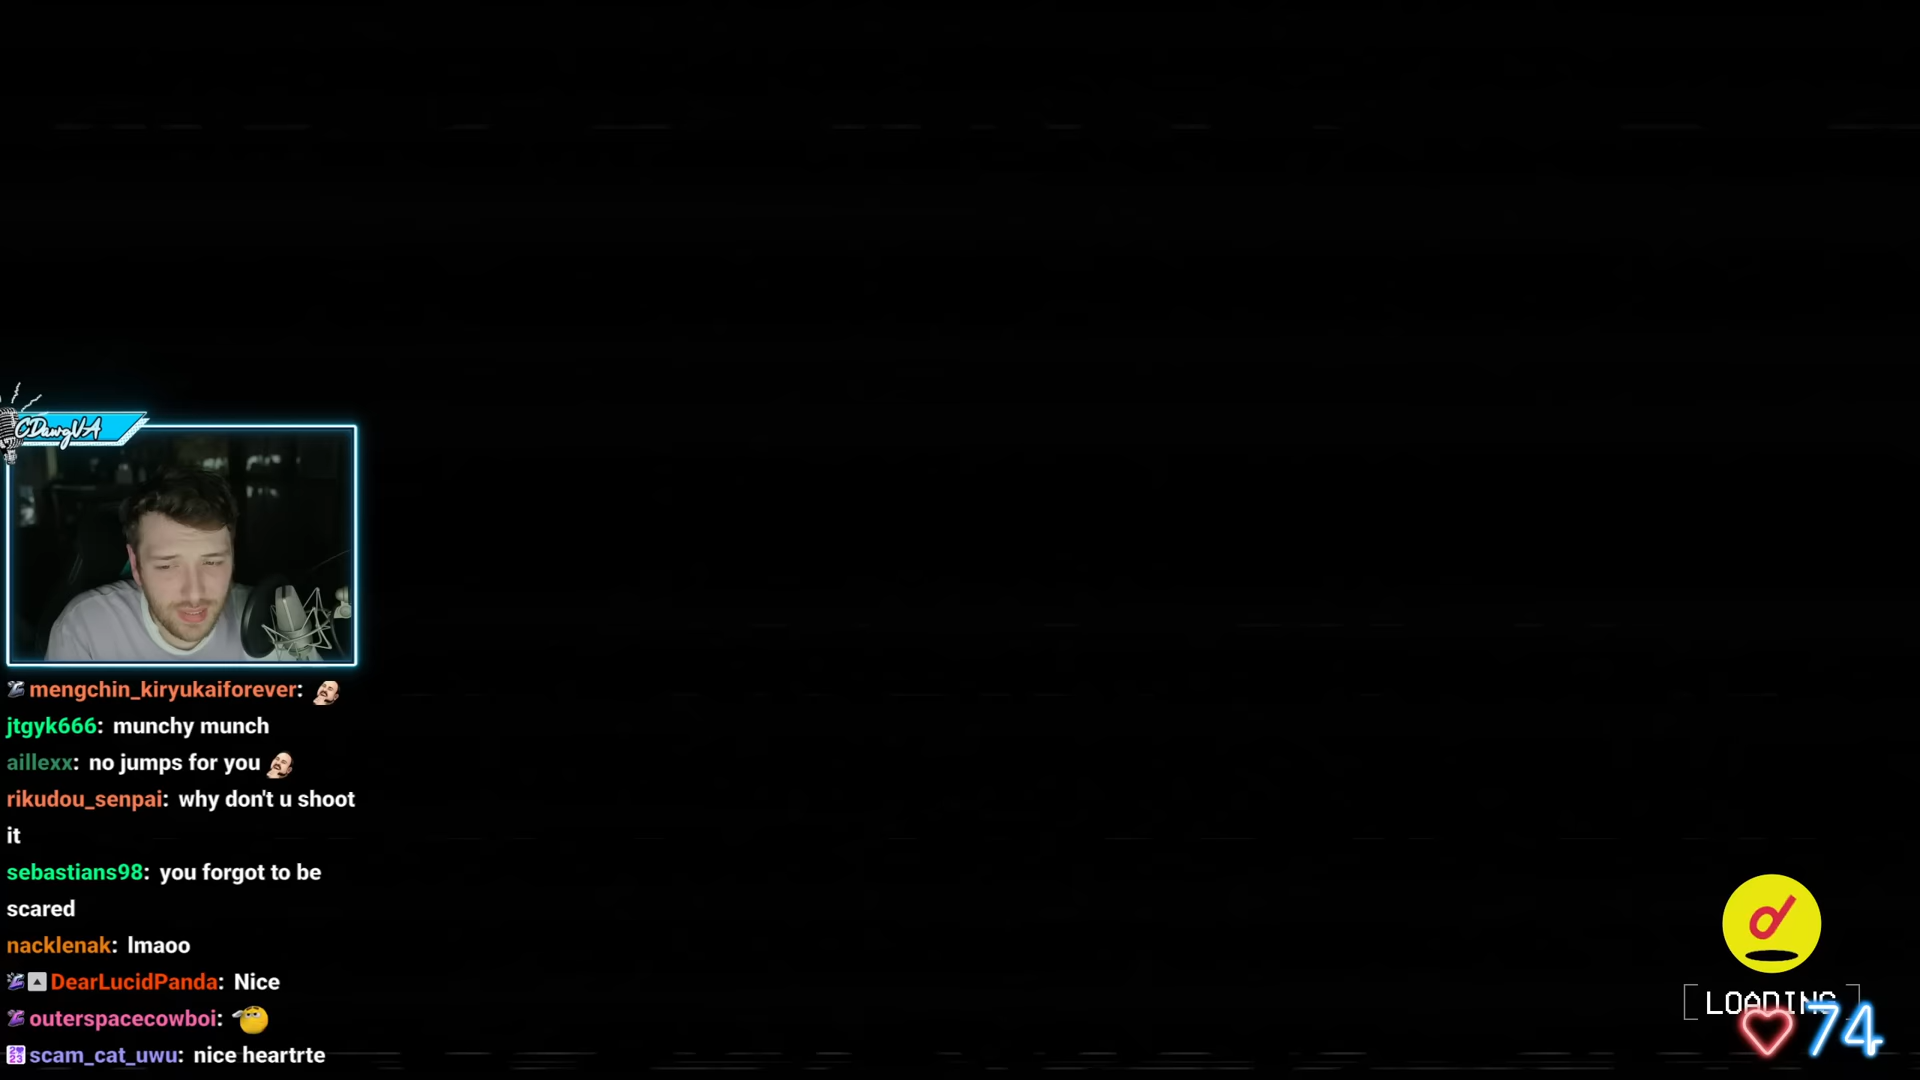 CDawgVA
mengchin_kiryukaiforever:
jtgyk666: munchy munch
aillexx: no jumps for you
rikudou_senpai: why don't u shoot
it
sebastians98: you forgot to be
scared
nacklenak: lmaoo
DearLucidPanda: Nice
outerspacecowboi:
scam_cat_uwu: nice heartrte
LOADING
74